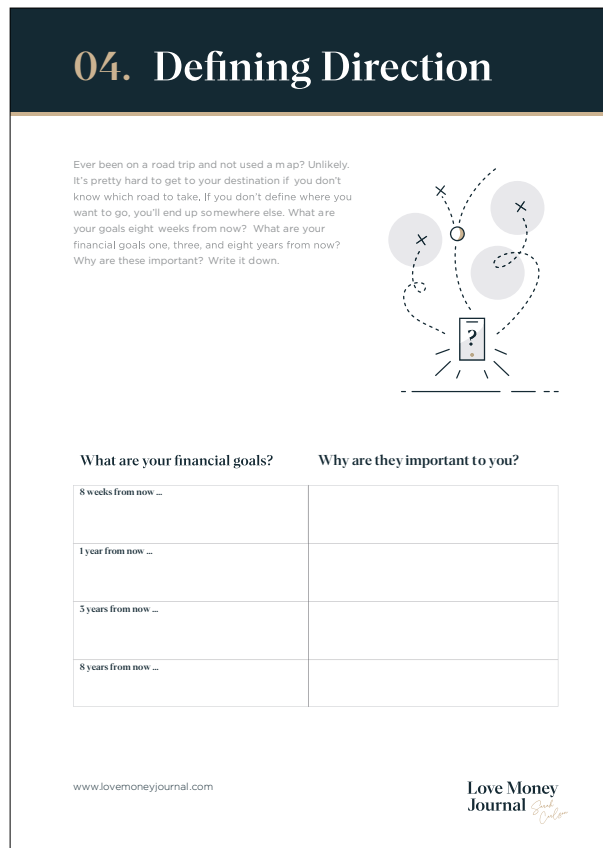 04. Defining Direction
Ever been on a road trip and not used a map? Unlikely.
It's pretty hard to get to your destination if you don't
know which road to take, If you don't define where you
want to go, you'll end up somewhere else. What are
your goals eight weeks from now? What are your
financial goals one, three, and eight years from now?
Why are these important? Write it down.
?
What are your financial goals?
Why are they important to you?
8 weeks from now ...
1 year from now ...
3 years from now ...
8 years from now ...
www.lovemoneyjournal.com
Love Money
Journal
Sarah
Carlson